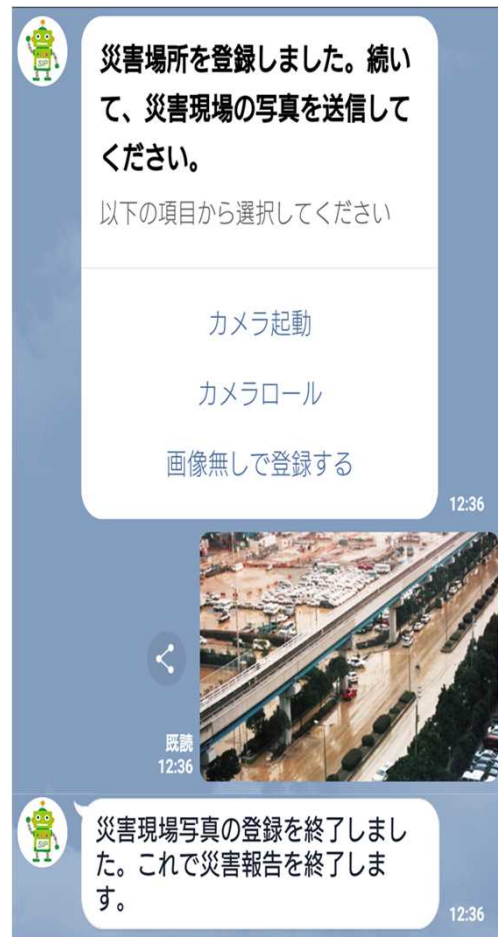 SIP
災害場所を登録しました。続い
て、災害現場の写真を送信して
ください。
以下の項目から選択してください
カメラ起動
カメラロール
画像無しで登録する
12:36
既読
12:36
SIP
災害現場写真の登録を終了しまし
た。これで災害報告を終了しま
す。
12:36